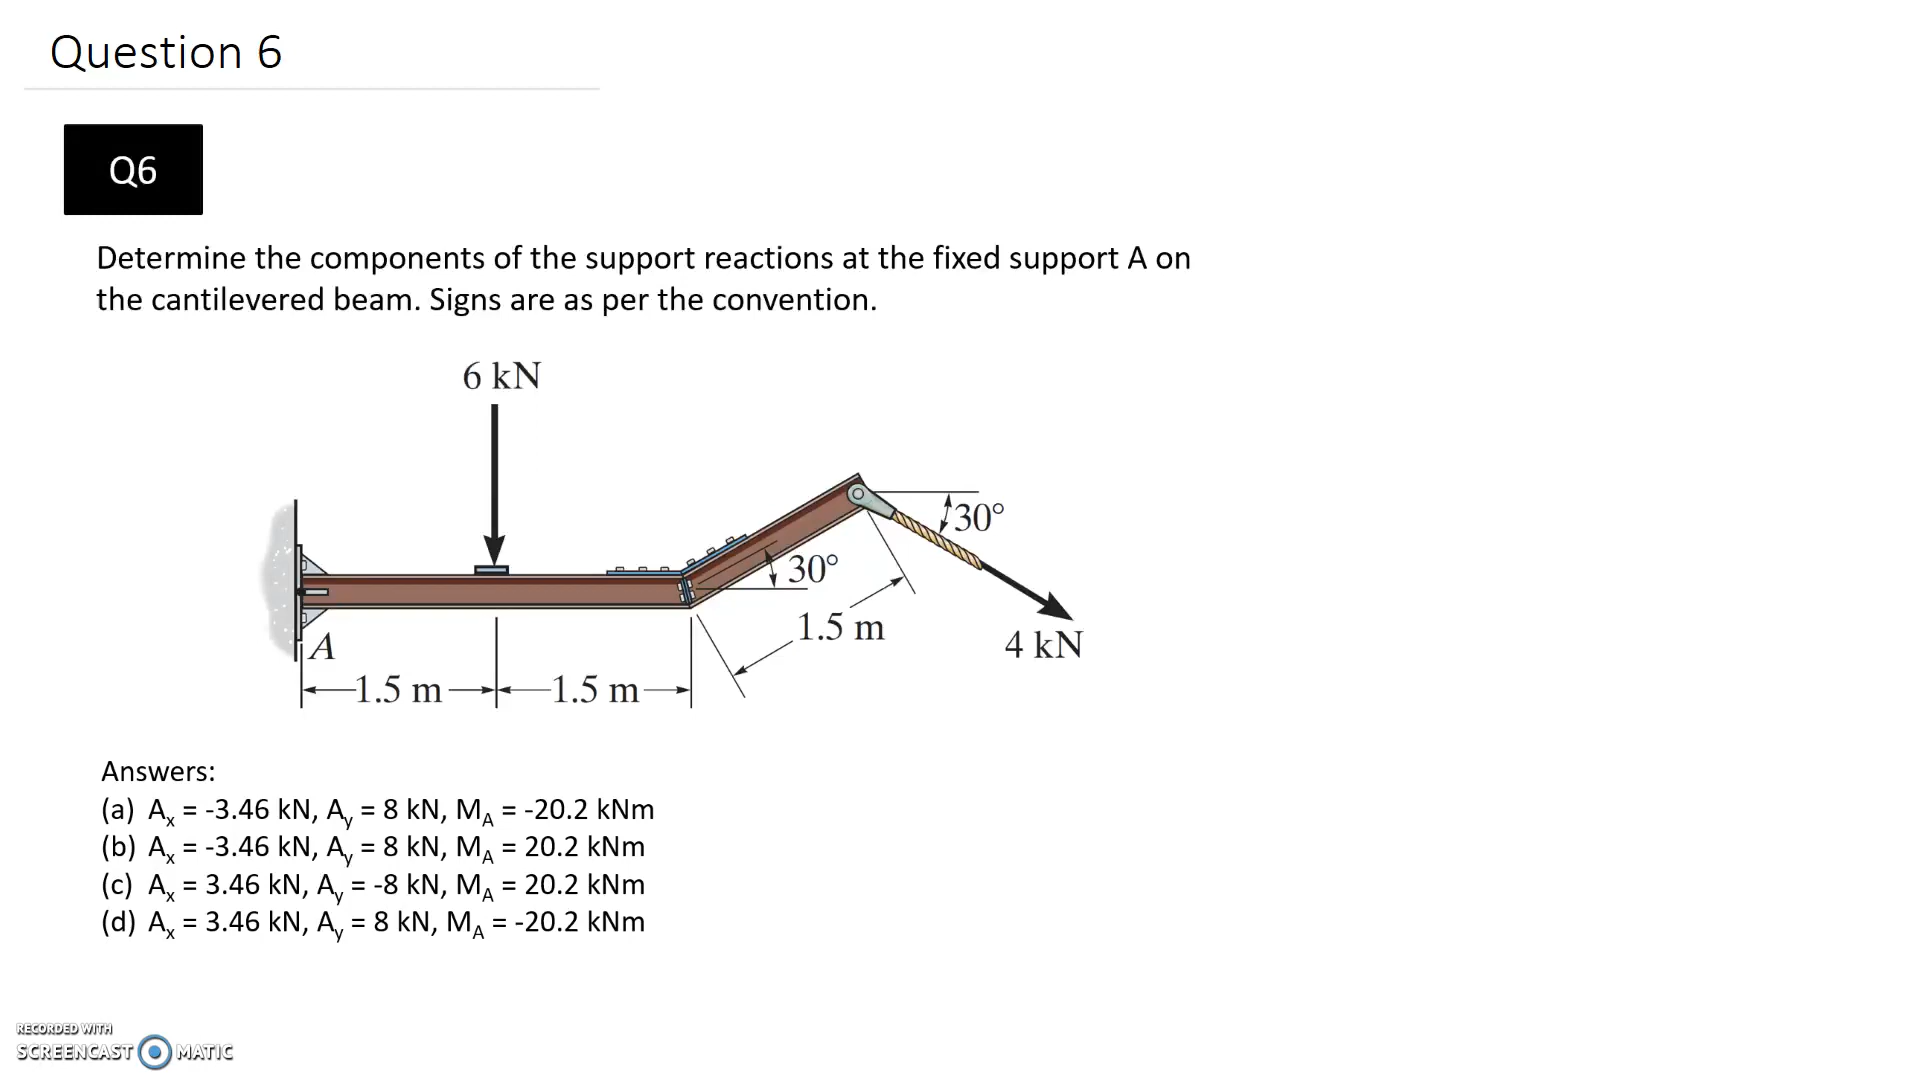 Question 6
Q6
Determine the components of the support reactions at the fixed support A on
the cantilevered beam. Signs are as per the convention.
6 kN
30°
30°
1.5 m
4 kN
A
1.5 m
1.5 m
Answers:
(a) Ax = -3.46 kN, Ay = 8 kN, MA = -20.2 kNm
(b) Ax = -3.46 kN, Ay = 8 kN, MA = 20.2 kNm
(c) Ax = 3.46 kN, Ay = -8 kN, MA = 20.2 kNm
(d) Ax = 3.46 kN, Ay = 8 kN, MA = -20.2 kNm
RECORDED WITH
SCREENCAST MATIC